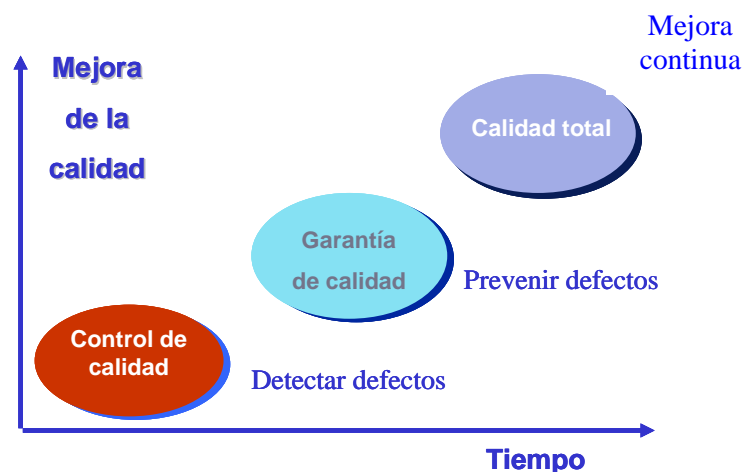 Mejora
continua
Mejora
de la
calidad
Calidad total
Garantía
de calidad
Prevenir defectos
Control de
calidad
Detectar defectos
Tiempo